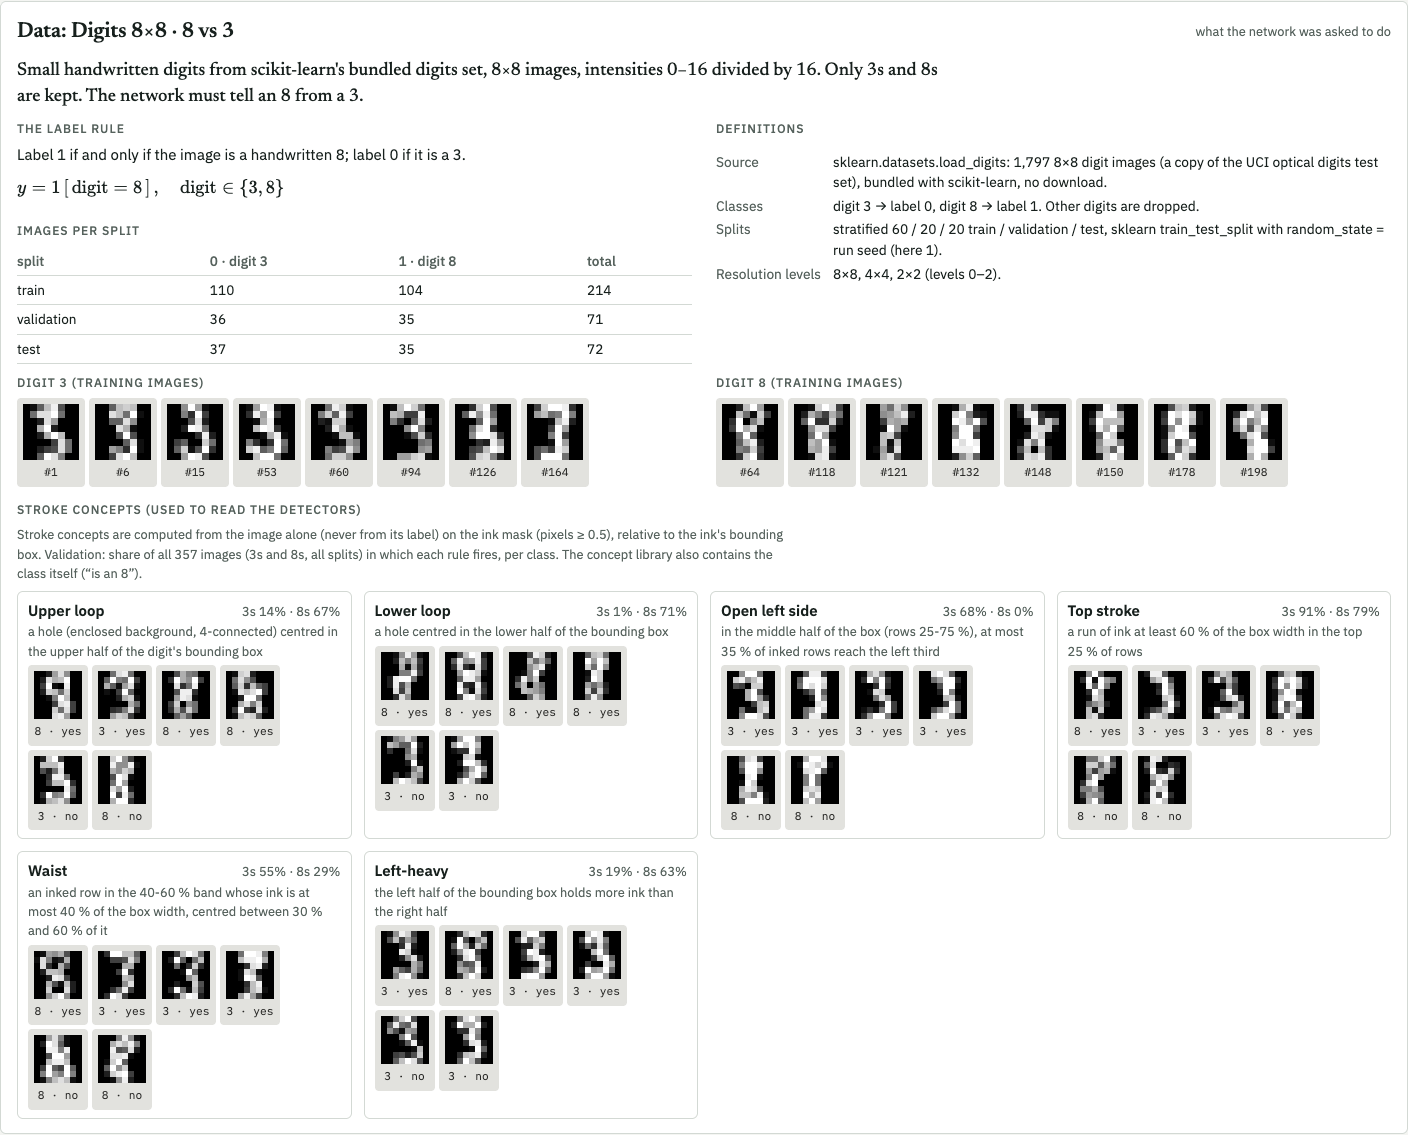 Data: Digits 8×8 · 8 vs 3
what the network was asked to do
Small handwritten digits from scikit-learn's bundled digits set, 8×8 images, intensities 0–16 divided by 16. Only 3s and 8s
are kept. The network must tell an 8 from a 3.
THE LABEL RULE
Label 1 if and only if the image is a handwritten 8; label 0 if it is a 3.
y = 1 [ digit = 8 ] , digit ∈ {3, 8}
IMAGES PER SPLIT
split 0 · digit 3 1 · digit 8 total
train 110 104 214
validation 36 35 71
test 37 35 72
DEFINITIONS
Source sklearn.datasets.load_digits: 1,797 8×8 digit images (a copy of the UCI optical digits test
set), bundled with scikit-learn, no download.
Classes digit 3 → label 0, digit 8 → label 1. Other digits are dropped.
Splits stratified 60 / 20 / 20 train / validation / test, sklearn train_test_split with random_state =
run seed (here 1).
Resolution levels 8×8, 4×4, 2×2 (levels 0–2).
DIGIT 3 (TRAINING IMAGES)
#1 #6 #15 #53 #60 #94 #126 #164
DIGIT 8 (TRAINING IMAGES)
#64 #118 #121 #132 #148 #150 #178 #198
STROKE CONCEPTS (USED TO READ THE DETECTORS)
Stroke concepts are computed from the image alone (never from its label) on the ink mask (pixels ≥ 0.5), relative to the ink's bounding
box. Validation: share of all 357 images (3s and 8s, all splits) in which each rule fires, per class. The concept library also contains the
class itself (“is an 8”).
Upper loop 3s 14% · 8s 67%
a hole (enclosed background, 4-connected) centred in
the upper half of the digit's bounding box
8 · yes 3 · yes 8 · yes 8 · yes
3 · no 8 · no
Lower loop 3s 1% · 8s 71%
a hole centred in the lower half of the bounding box
8 · yes 8 · yes 8 · yes 8 · yes
3 · no 3 · no
Open left side 3s 68% · 8s 0%
in the middle half of the box (rows 25-75 %), at most
35 % of inked rows reach the left third
3 · yes 3 · yes 3 · yes 3 · yes
8 · no 8 · no
Top stroke 3s 91% · 8s 79%
a run of ink at least 60 % of the box width in the top
25 % of rows
8 · yes 3 · yes 3 · yes 8 · yes
8 · no 8 · no
Waist 3s 55% · 8s 29%
an inked row in the 40-60 % band whose ink is at
most 40 % of the box width, centred between 30 %
and 60 % of it
8 · yes 3 · yes 3 · yes 3 · yes
8 · no 8 · no
Left-heavy 3s 19% · 8s 63%
the left half of the bounding box holds more ink than
the right half
3 · yes 8 · yes 3 · yes 3 · yes
3 · no 3 · no